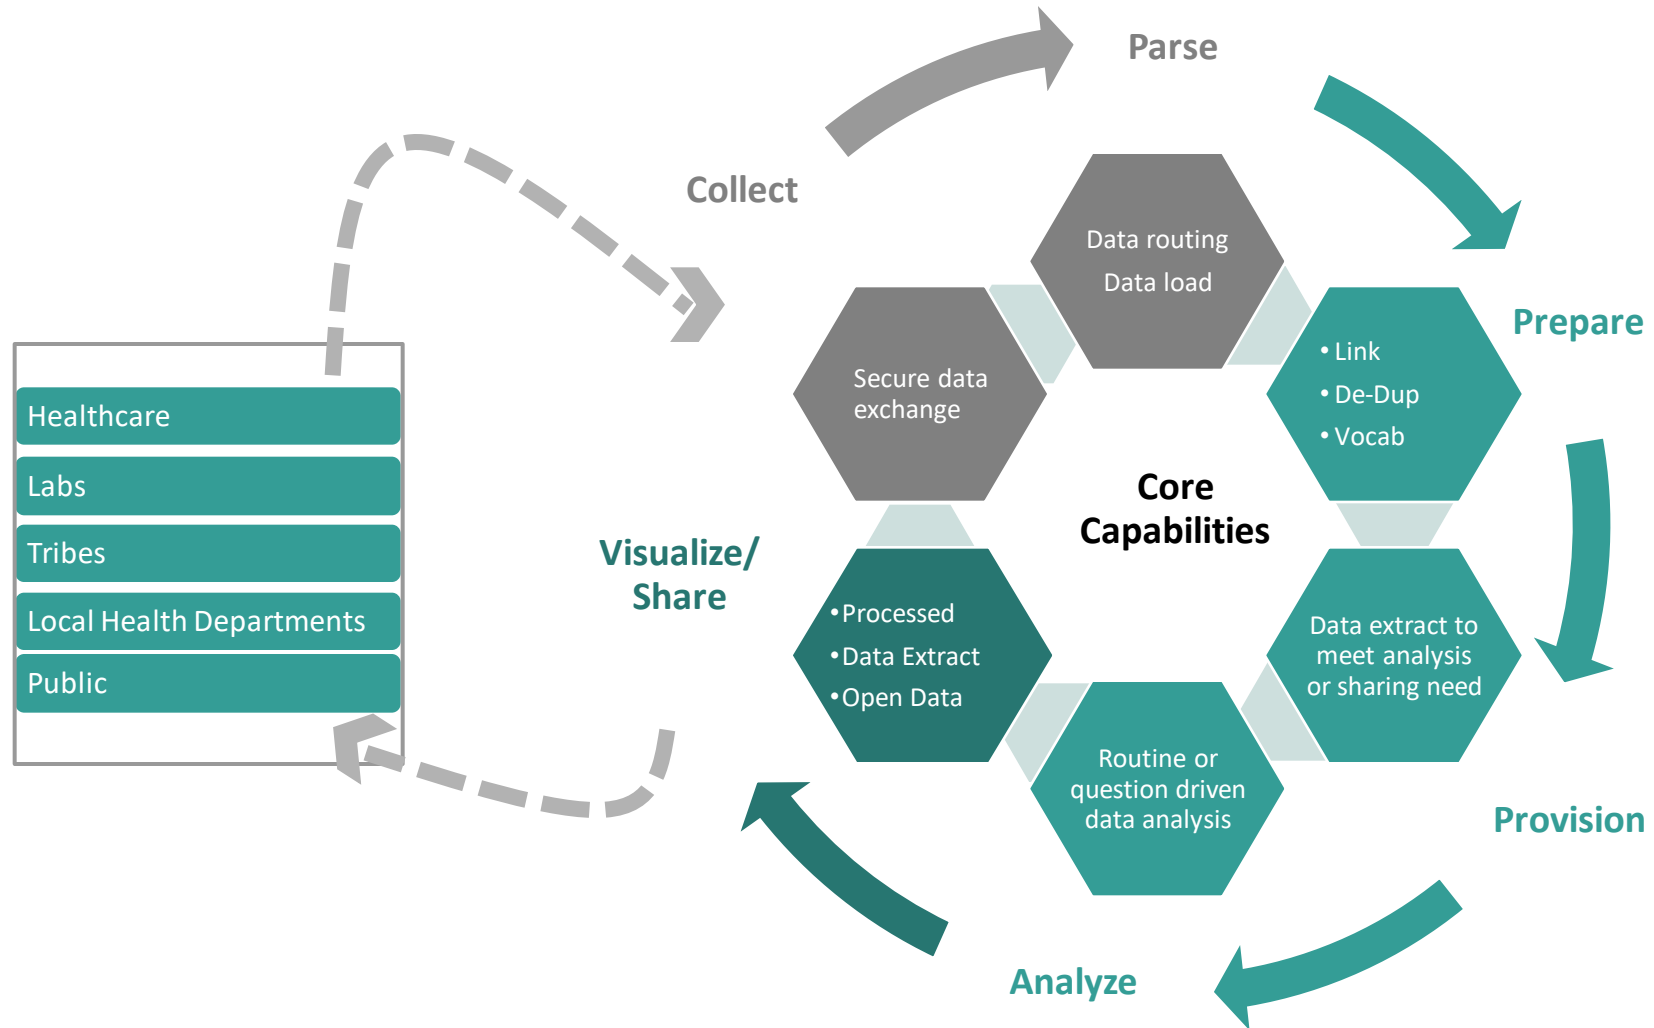 Parse
Collect
Data routing
Data load
Prepare
• Link
• De-Dup
• Vocab
Secure data
exchange
Healthcare
Labs
Tribes
Local Health Departments
Public
Core
Capabilities
Visualize/
Share
• Processed
• Data Extract
• Open Data
Data extract to
meet analysis
or sharing need
Routine or
question driven
data analysis
Provision
Analyze